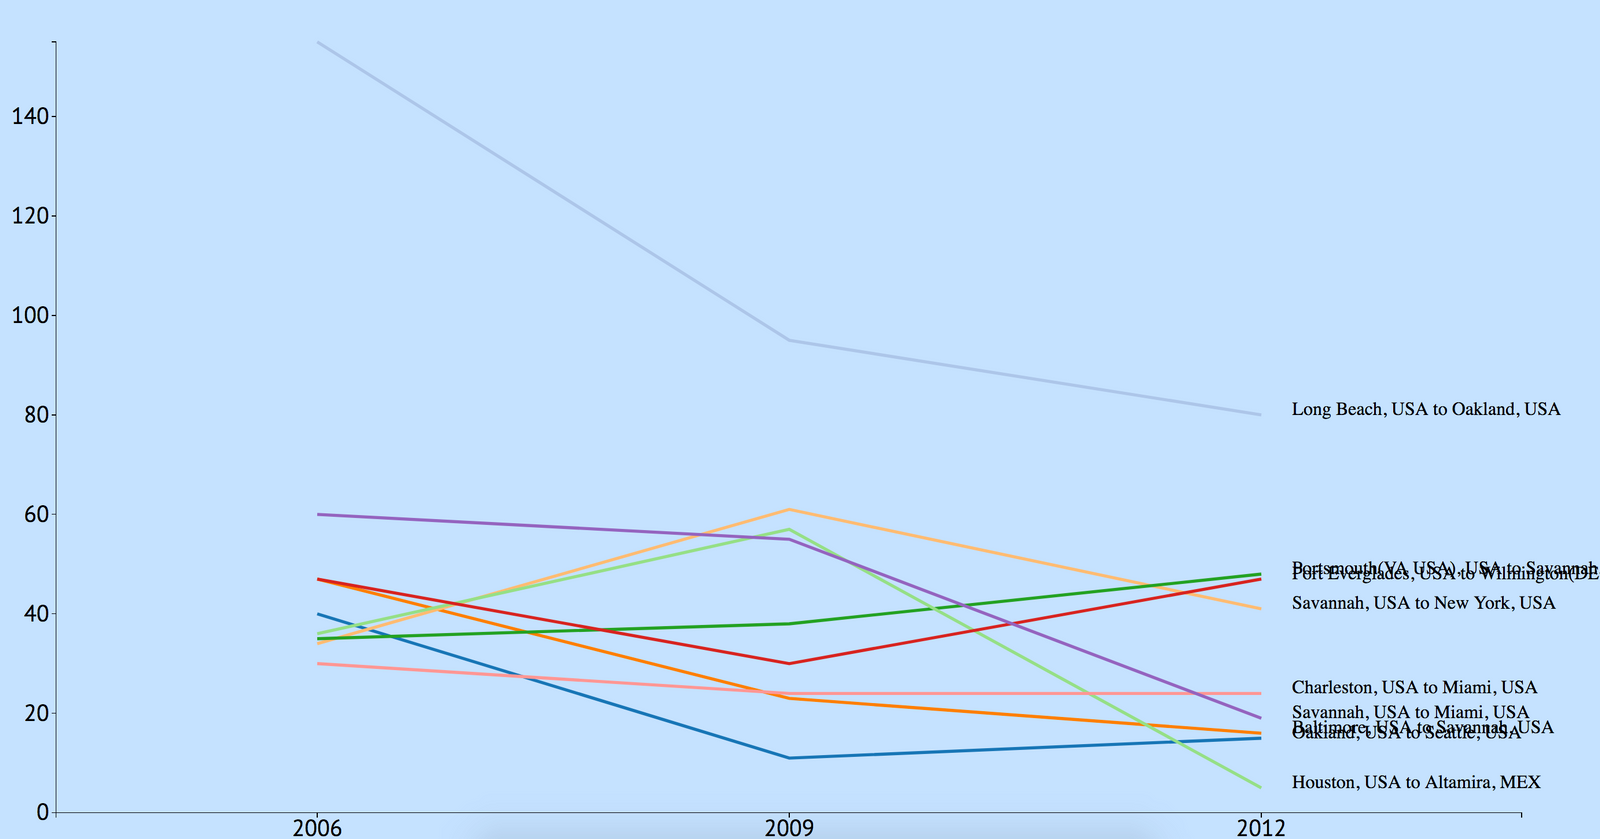 140
120
100
80
60
40
20
0
2006
2009
2012
Long Beach, USA to Oakland, USA
Portsmouth(VA USA), USA to Savannah
Port Everglades, USA to Wilmington(DE
Savannah, USA to New York, USA
Charleston, USA to Miami, USA
Savannah, USA to Miami, USA
Baltimore, USA to Savannah, USA
Oakland, USA to Seattle, USA
Houston, USA to Altamira, MEX